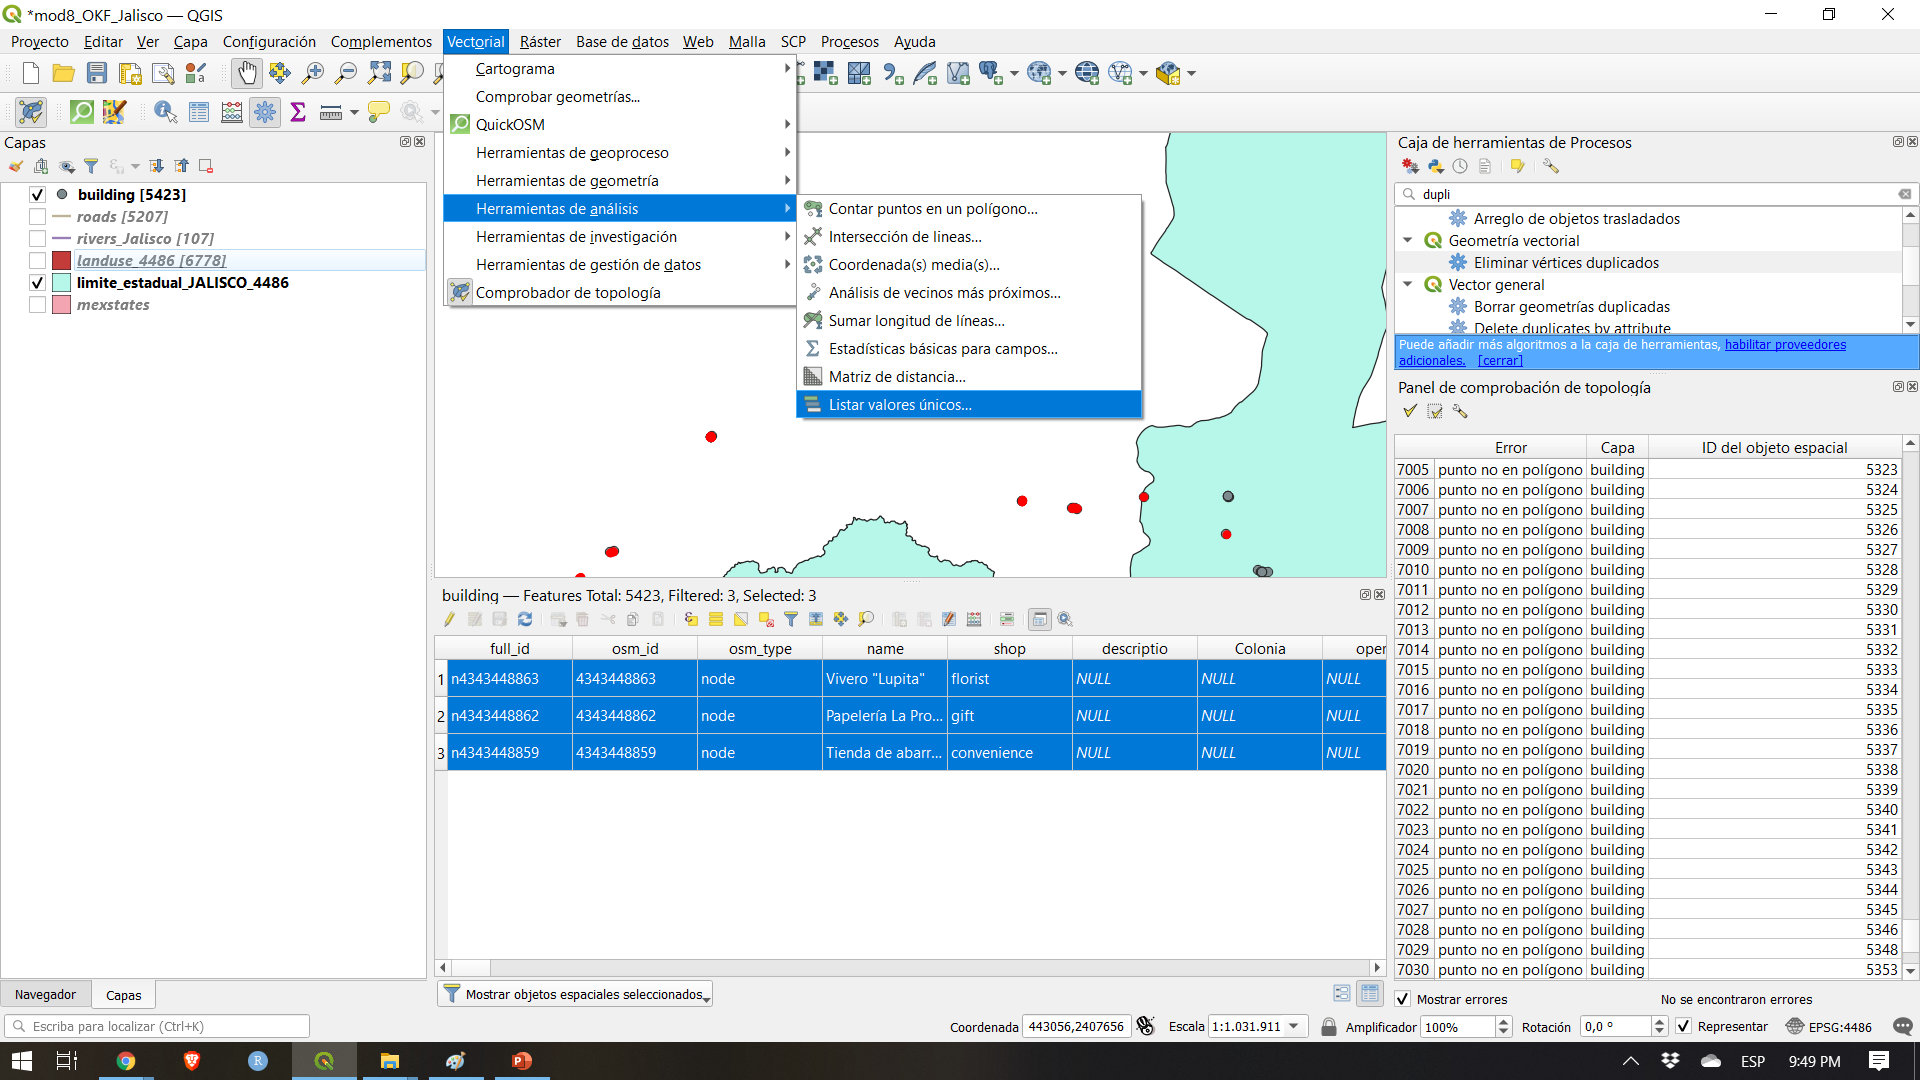 *mod8_OKF_Jalisco — QGIS
Proyecto Editar Ver Capa Configuración Complementos Vectorial Ráster Base de datos Web Malla SCP Procesos Ayuda
Cartograma
Comprobar geometrías...
QuickOSM
Herramientas de geoproceso
Herramientas de geometría
Herramientas de análisis
Herramientas de investigación
Herramientas de gestión de datos
Comprobador de topología
Contar puntos en un polígono...
Intersección de lineas...
Coordenada(s) media(s)...
Análisis de vecinos más próximos...
Sumar longitud de líneas...
Estadísticas básicas para campos...
Matriz de distancia...
Listar valores únicos...
Capas
building [5423]
roads [5207]
rivers_Jalisco [107]
landuse_4486 [6778]
limite_estadual_JALISCO_4486
mexstates
Navegador Capas
building — Features Total: 5423, Filtered: 3, Selected: 3
full_id osm_id osm_type name shop descriptio Colonia oper
1 n4343448863 4343448863 node Vivero "Lupita" florist NULL NULL NULL
2 n4343448862 4343448862 node Papelería La Pro... gift NULL NULL NULL
3 n4343448859 4343448859 node Tienda de abarr... convenience NULL NULL NULL
Mostrar objetos espaciales seleccionados
Caja de herramientas de Procesos
dupli
Arreglo de objetos trasladados
Geometría vectorial
Eliminar vértices duplicados
Vector general
Borrar geometrías duplicadas
Delete duplicates by attribute
Puede añadir más algoritmos a la caja de herramientas, habilitar proveedores
adicionales. [cerrar]
Panel de comprobación de topología
Error Capa ID del objeto espacial
7005 punto no en polígono building 5323
7006 punto no en polígono building 5324
7007 punto no en polígono building 5325
7008 punto no en polígono building 5326
7009 punto no en polígono building 5327
7010 punto no en polígono building 5328
7011 punto no en polígono building 5329
7012 punto no en polígono building 5330
7013 punto no en polígono building 5331
7014 punto no en polígono building 5332
7015 punto no en polígono building 5333
7016 punto no en polígono building 5334
7017 punto no en polígono building 5335
7018 punto no en polígono building 5336
7019 punto no en polígono building 5337
7020 punto no en polígono building 5338
7021 punto no en polígono building 5339
7022 punto no en polígono building 5340
7023 punto no en polígono building 5341
7024 punto no en polígono building 5342
7025 punto no en polígono building 5343
7026 punto no en polígono building 5344
7027 punto no en polígono building 5345
7028 punto no en polígono building 5346
7029 punto no en polígono building 5348
7030 punto no en polígono building 5353
Mostrar errores No se encontraron errores
Escriba para localizar (Ctrl+K) Coordenada 443056,2407656 Escala 1:1.031.911 Amplificador 100% Rotación 0,0 ° Representar EPSG:4486
ESP 9:49 PM